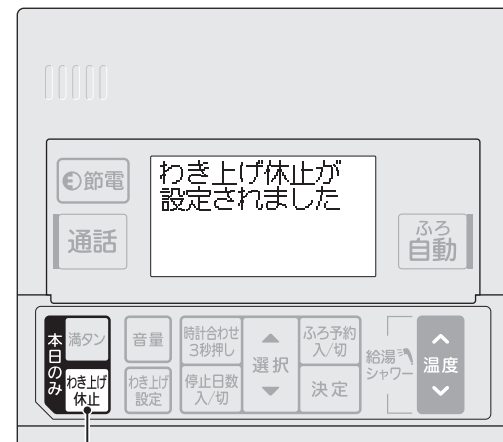 節電
わき上げ休止が
設定されました
通話
ふろ
自動
本日のみ
満タン
わき上げ
休止
音量
わき上げ
設定
時計合わせ
3秒押し
停止日数
入/切
選択
ふろ予約
入/切
決定
給湯
シャワー
温度